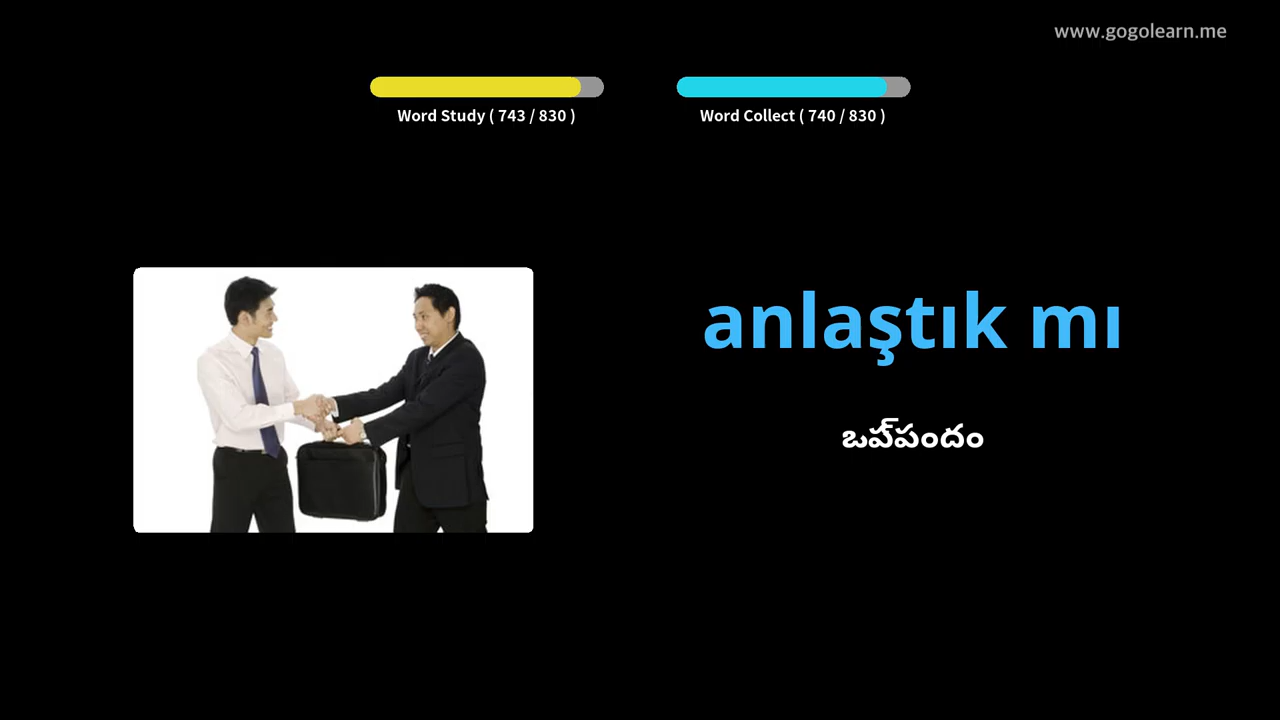 www.gogolearn.me
Word Study ( 743 / 830 )
Word Collect ( 740 / 830 )
anlaştık mı
ఒప్పందం